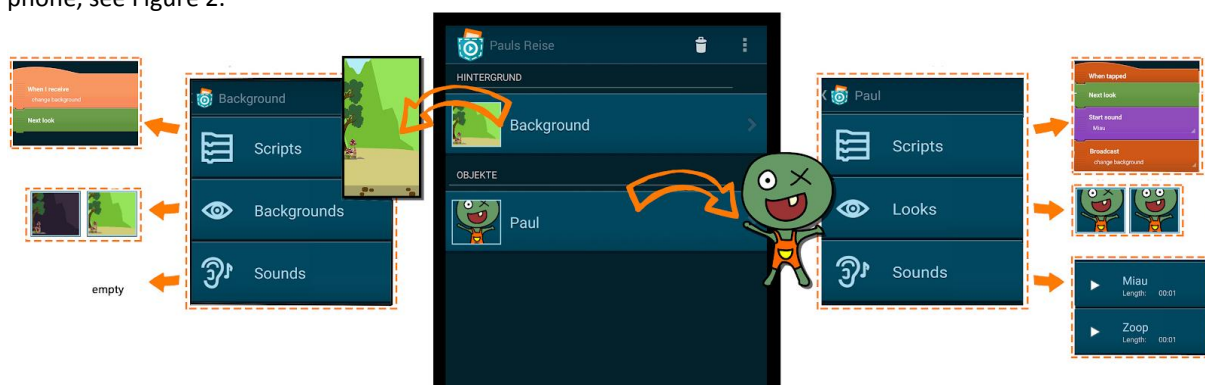 phone, see Figure 2.
When I receive
change background
Next look
empty
Background
Scripts
Backgrounds
Sounds
Pauls Reise
HINTERGRUND
Background
OBJEKTE
Paul
Paul
Scripts
Looks
Sounds
When tapped
Next look
Start sound
Miau
Broadcast
change background
Miau
Length: 00:01
Zoop
Length: 00:01